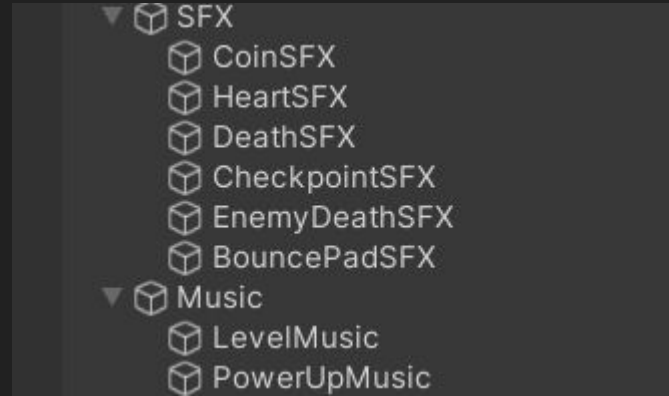 SFX
CoinSFX
HeartSFX
DeathSFX
CheckpointSFX
EnemyDeathSFX
BouncePadSFX
Music
LevelMusic
PowerUpMusic